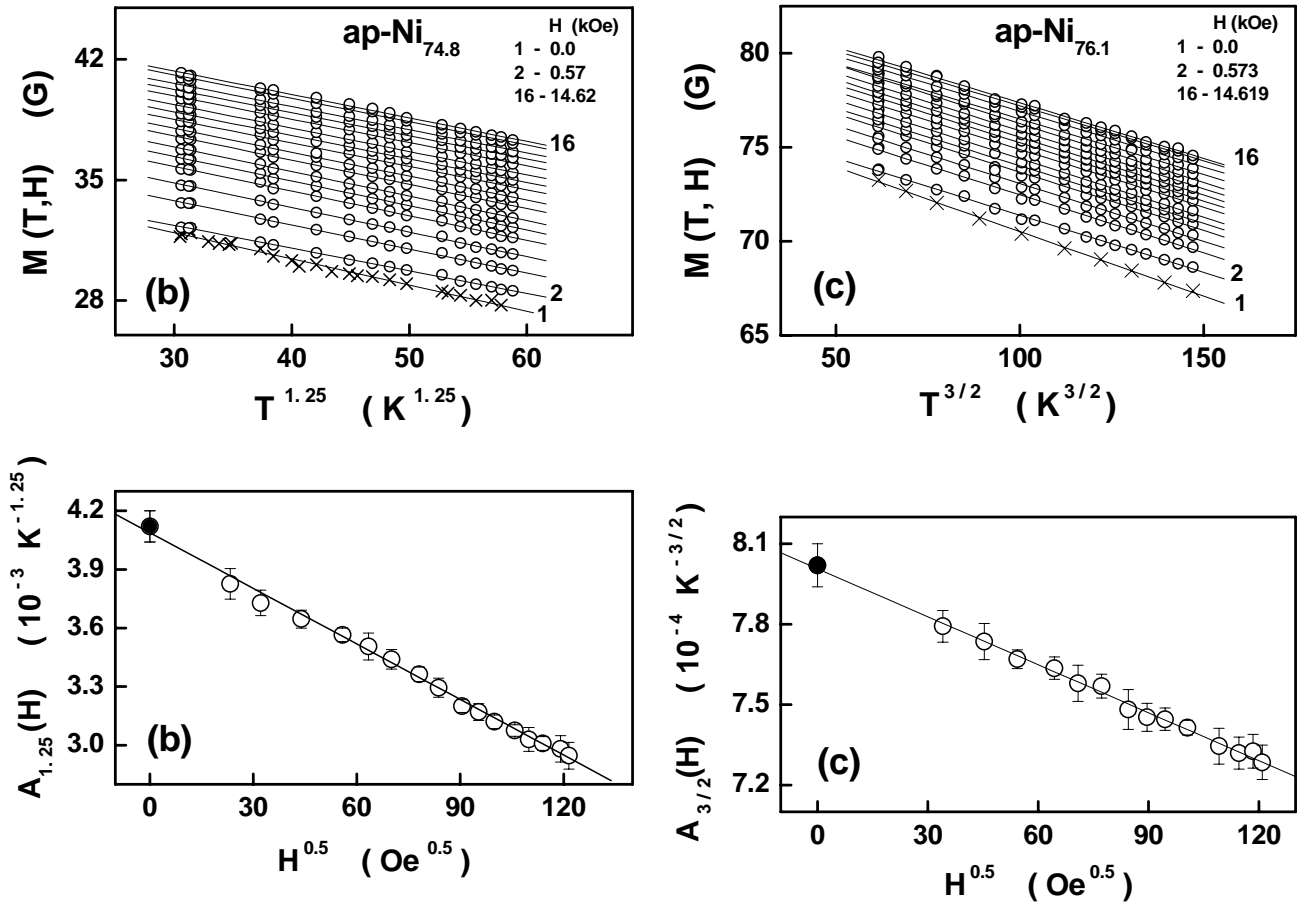 ap-Ni74.8
H (kOe)
1 - 0.0
2 - 0.57
16 - 14.62
M (T,H) (G)
42
35
28
16
2
1
(b)
30 40 50 60
T 1.25 ( K 1.25 )
ap-Ni76.1
H (kOe)
1 - 0.0
2 - 0.573
16 - 14.619
M (T, H) (G)
80
75
70
65
16
2
1
(c)
50 100 150
T 3/2 ( K 3/2 )
A1.25(H) (10-3 K-1.25)
4.2
3.9
3.6
3.3
3.0
(b)
0 30 60 90 120
H 0.5 ( Oe 0.5 )
A3/2(H) (10-4 K-3/2)
8.1
7.8
7.5
7.2
(c)
0 30 60 90 120
H 0.5 ( Oe 0.5 )